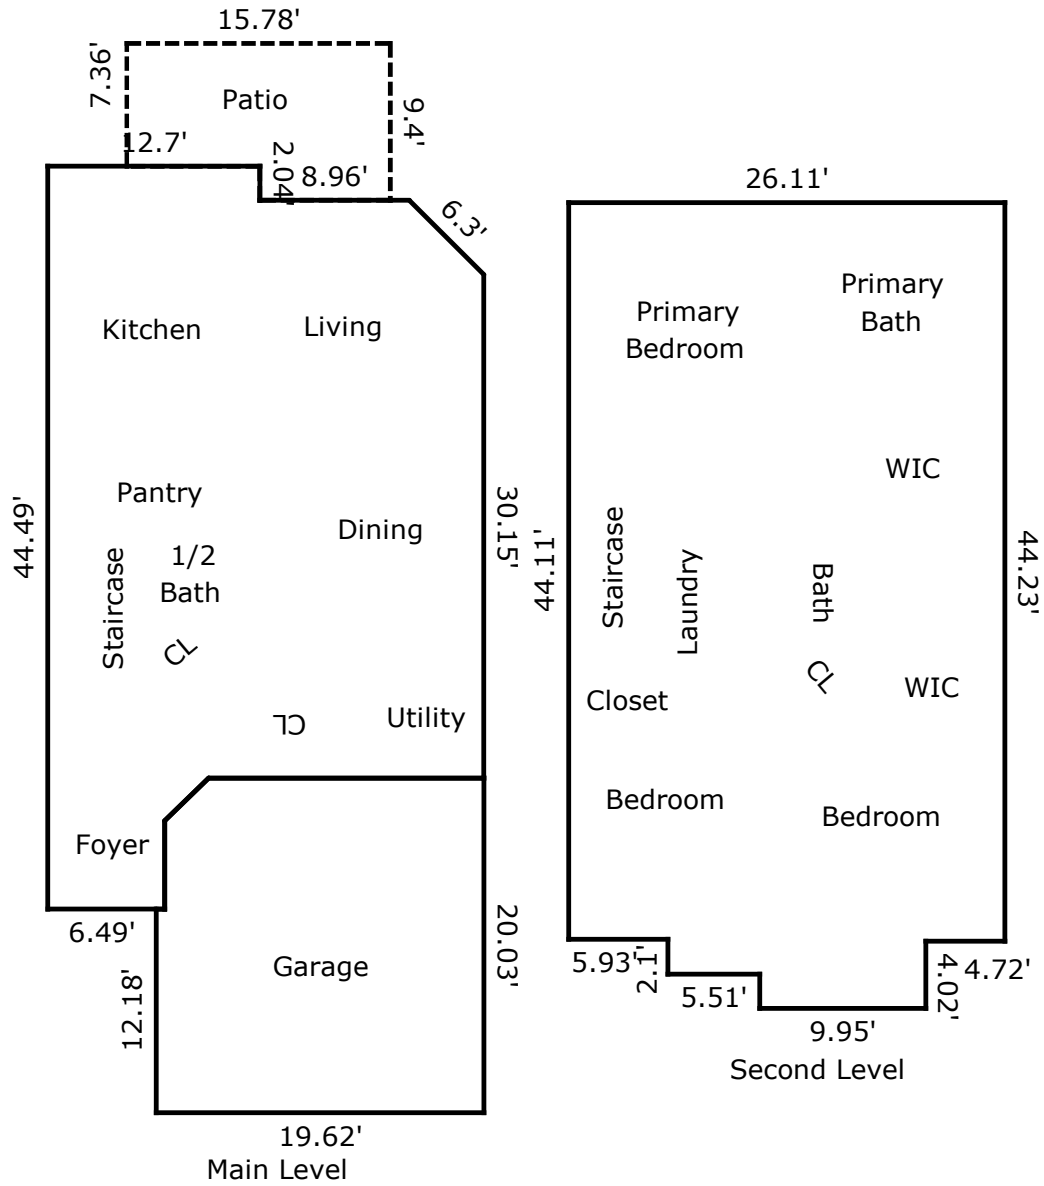 15.78'
7.36'
Patio
9.4'
12.7'
2.04'
8.96'
6.3'
Kitchen
Living
44.49'
Pantry
Dining
30.15'
Staircase
1/2
Bath
CL
CL
Utility
Foyer
6.49'
12.18'
Garage
20.03'
19.62'
Main Level
26.11'
Primary
Bedroom
Primary
Bath
WIC
44.11'
Staircase
Laundry
Bath
44.23'
CL
WIC
Closet
Bedroom
Bedroom
5.93'
2.1'
5.51'
9.95'
4.02'
4.72'
Second Level